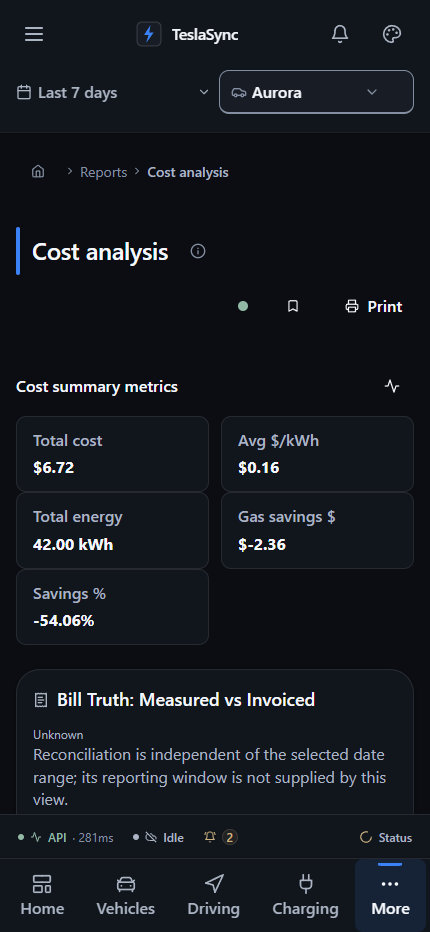 TeslaSync
Last 7 days
Aurora
Reports
Cost analysis
Cost analysis
Print
Cost summary metrics
Total cost
$6.72
Avg $/kWh
$0.16
Total energy
42.00 kWh
Gas savings $
$-2.36
Savings %
-54.06%
Bill Truth: Measured vs Invoiced
Unknown
Reconciliation is independent of the selected date
range; its reporting window is not supplied by this
view.
API · 281ms
Idle
2
Status
Home
Vehicles
Driving
Charging
More